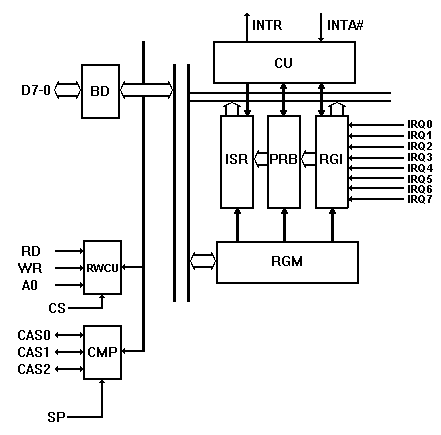 INTR INTA#
CU
D7-0 BD
ISR PRB RGI
IRQ0
IRQ1
IRQ2
IRQ3
IRQ4
IRQ5
IRQ6
IRQ7
RD
WR RWCU
A0
RGM
CS
CAS0
CAS1 CMP
CAS2
SP